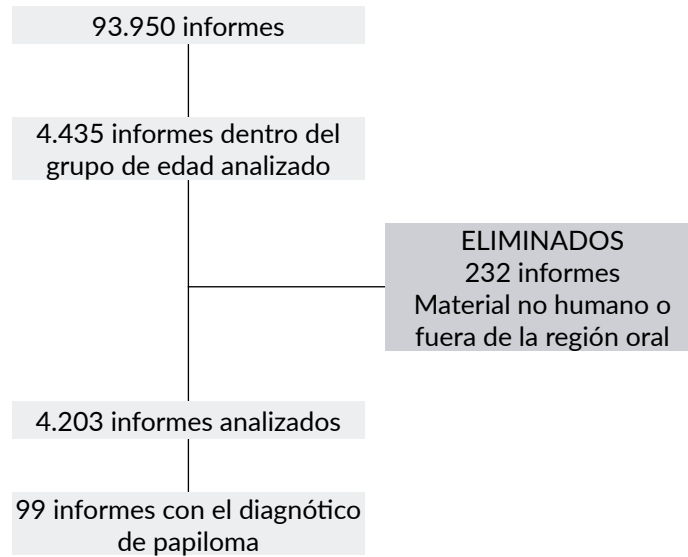 93.950 informes
4.435 informes dentro del
grupo de edad analizado
ELIMINADOS
232 informes
Material no humano o
fuera de la región oral
4.203 informes analizados
99 informes con el diagnótico
de papiloma